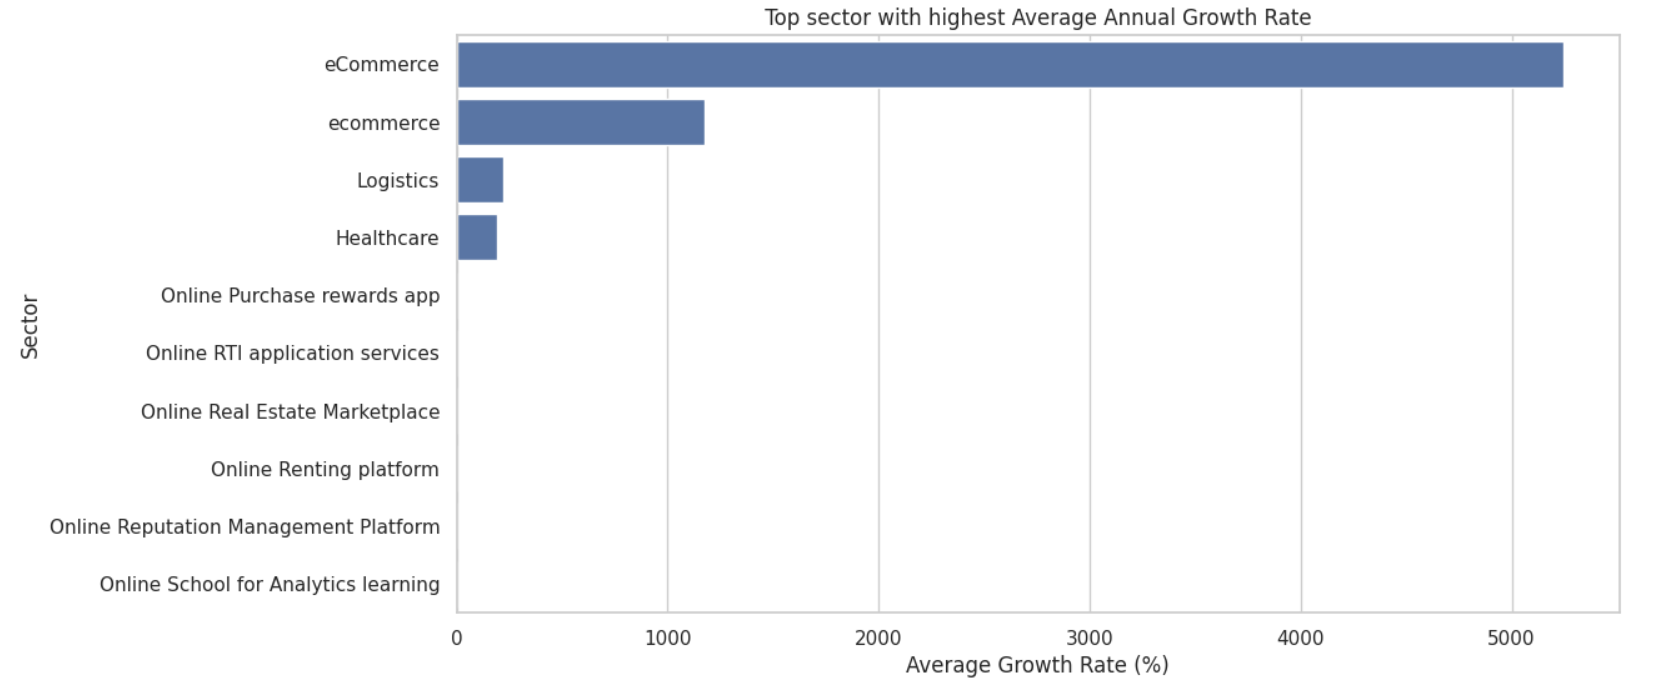 Top sector with highest Average Annual Growth Rate
eCommerce
ecommerce
Logistics
Healthcare
Online Purchase rewards app
Online RTI application services
Online Real Estate Marketplace
Online Renting platform
Online Reputation Management Platform
Online School for Analytics learning
Sector
0 1000 2000 3000 4000 5000
Average Growth Rate (%)